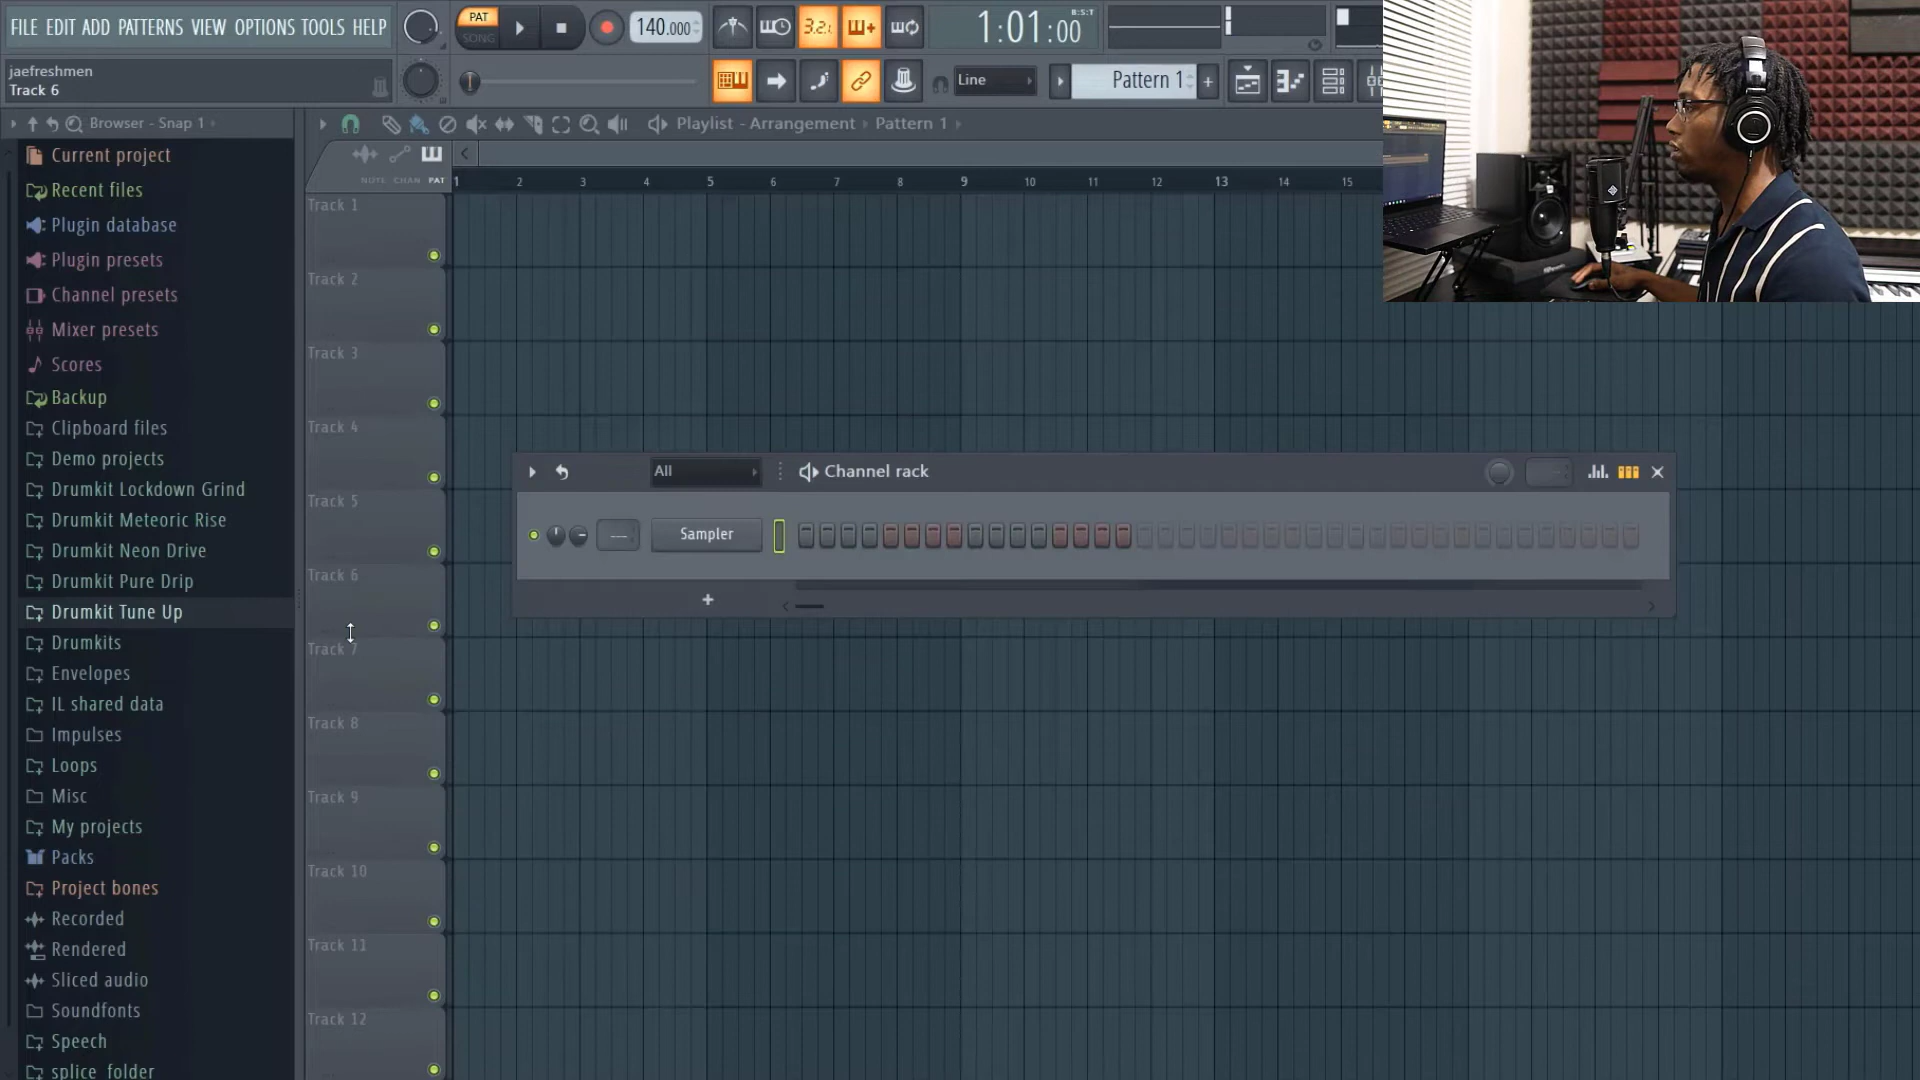 FILE EDIT ADD PATTERNS VIEW OPTIONS TOOLS HELP
PAT
SONG
140.000
3.2.1
1:01:00
B:S:T
jaefreshmen
Track 6
Line
Pattern 1
Browser - Snap 1
Playlist - Arrangement
Pattern 1
NOTE CHAN PAT
1 2 3 4 5 6 7 8 9 10 11 12 13 14 15
Current project
Recent files
Plugin database
Plugin presets
Channel presets
Mixer presets
Scores
Backup
Clipboard files
Demo projects
Drumkit Lockdown Grind
Drumkit Meteoric Rise
Drumkit Neon Drive
Drumkit Pure Drip
Drumkit Tune Up
Drumkits
Envelopes
IL shared data
Impulses
Loops
Misc
My projects
Packs
Project bones
Recorded
Rendered
Sliced audio
Soundfonts
Speech
splice_folder
Track 1
Track 2
Track 3
Track 4
Track 5
Track 6
Track 7
Track 8
Track 9
Track 10
Track 11
Track 12
All
Channel rack
Sampler